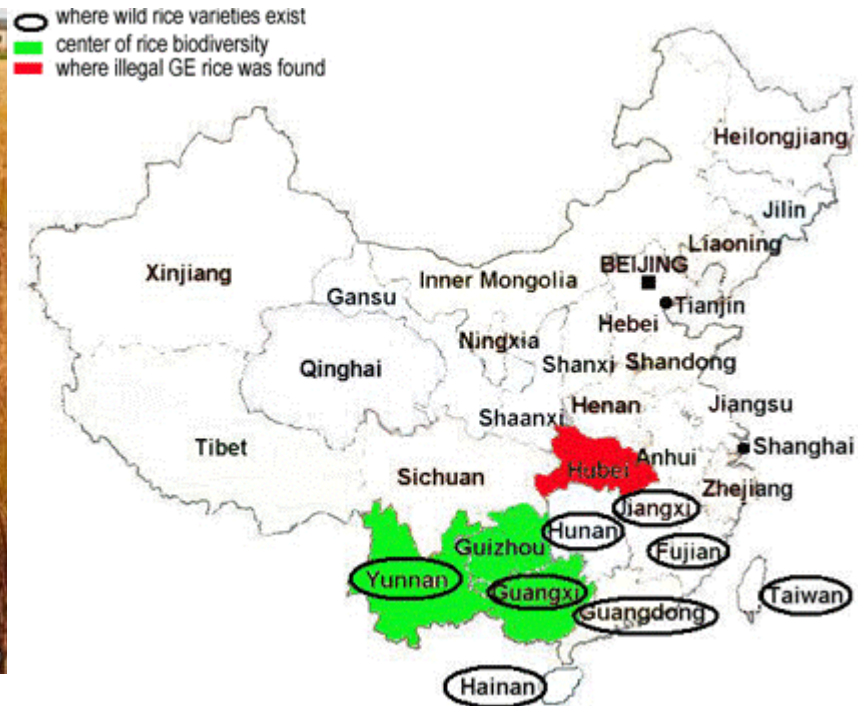 where wild rice varieties exist
center of rice biodiversity
where illegal GE rice was found
Heilongjiang
Jilin
Liaoning
BEIJING
Xinjiang
Inner Mongolia
Gansu
Tianjin
Hebei
Ningxia
Qinghai
Shanxi
Shandong
Henan
Jiangsu
Shaanxi
Tibet
Shanghai
Anhui
Sichuan
Hubei
Zhejiang
Jiangxi
Hunan
Guizhou
Fujian
Yunnan
Guangxi
Taiwan
Guangdong
Hainan